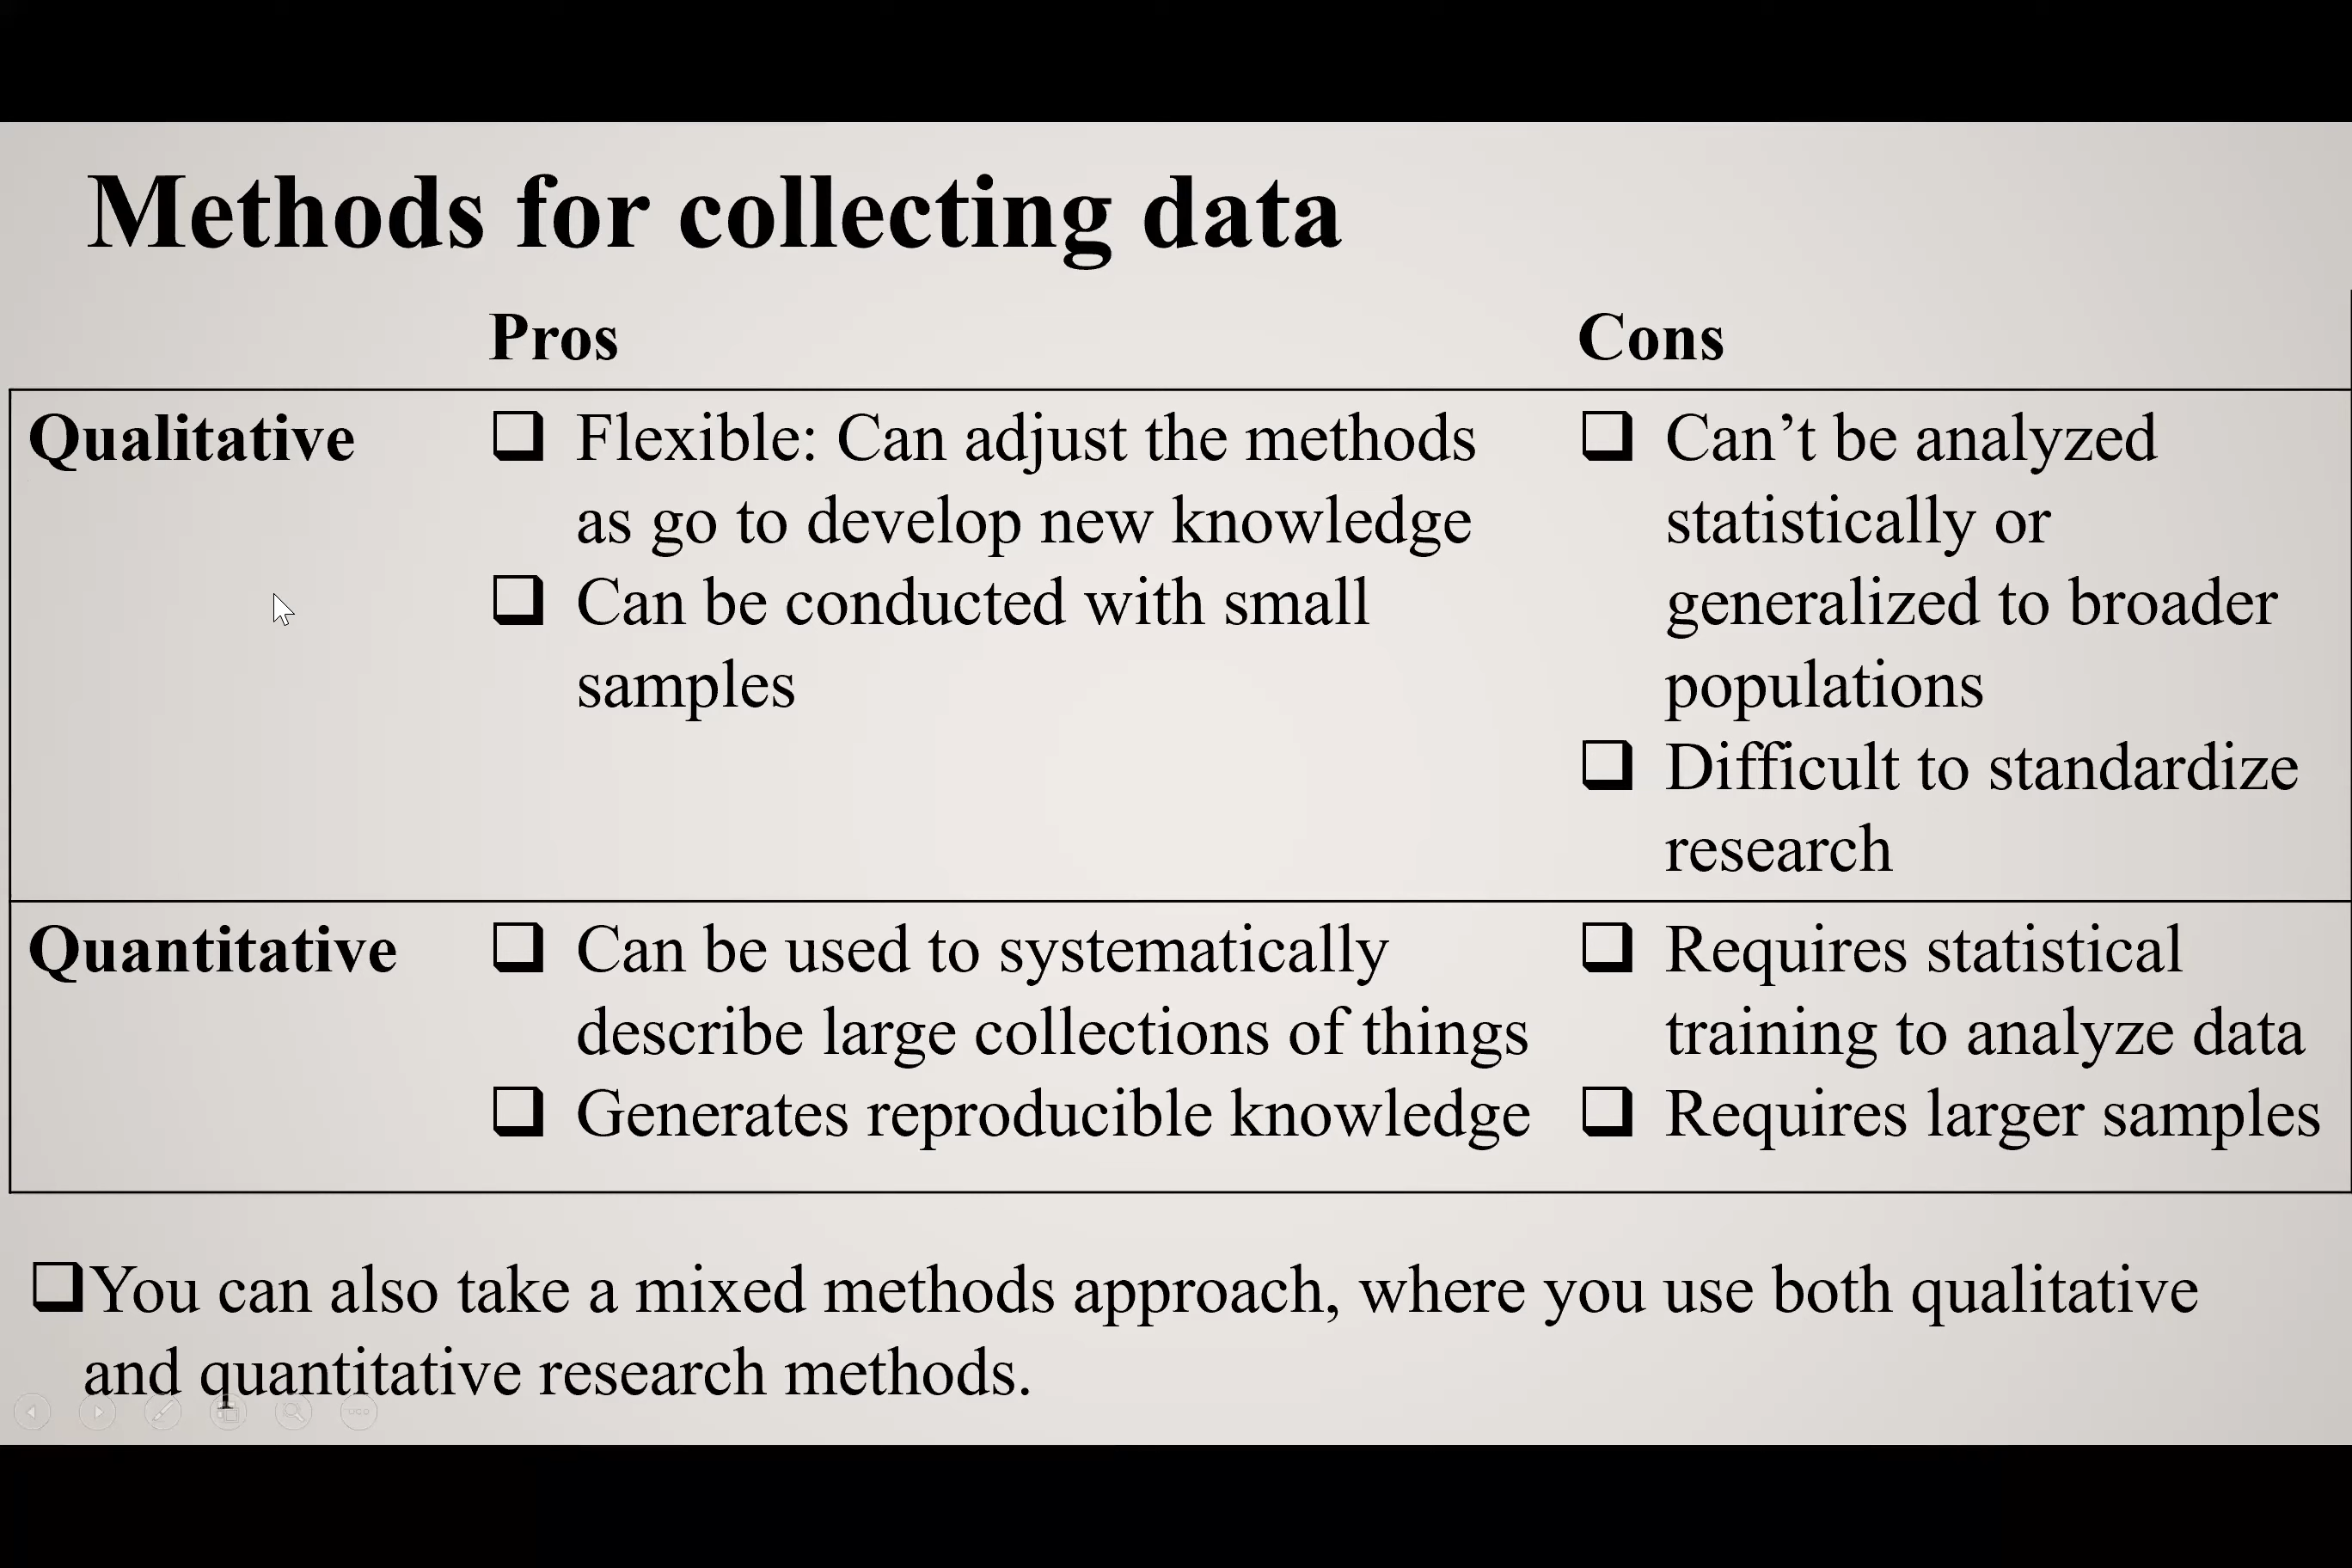 Methods for collecting data
Pros
Cons
Qualitative
❑ Flexible: Can adjust the methods
as go to develop new knowledge
❑ Can be conducted with small
samples
❑ Can’t be analyzed
statistically or
generalized to broader
populations
❑ Difficult to standardize
research
Quantitative
❑ Can be used to systematically
describe large collections of things
❑ Generates reproducible knowledge
❑ Requires statistical
training to analyze data
❑ Requires larger samples
❑You can also take a mixed methods approach, where you use both qualitative
and quantitative research methods.